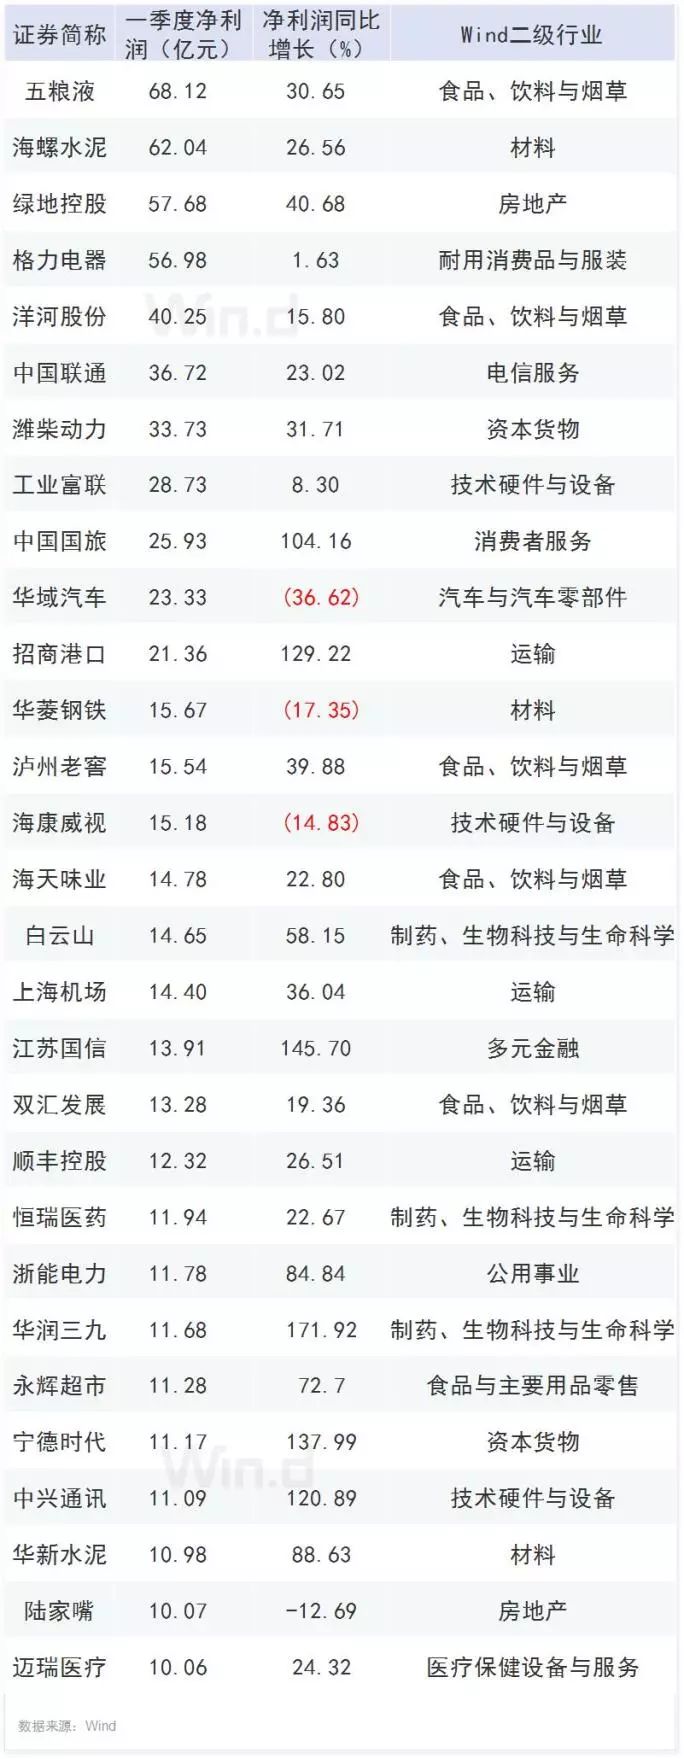 证券简称 一季度净利润（亿元） 净利润同比增长（%） Wind二级行业
五粮液 68.12 30.65 食品、饮料与烟草
海螺水泥 62.04 26.56 材料
绿地控股 57.68 40.68 房地产
格力电器 56.98 1.63 耐用消费品与服装
洋河股份 40.25 15.80 食品、饮料与烟草
中国联通 36.72 23.02 电信服务
潍柴动力 33.73 31.71 资本货物
工业富联 28.73 8.30 技术硬件与设备
中国国旅 25.93 104.16 消费者服务
华域汽车 23.33 (36.62) 汽车与汽车零部件
招商港口 21.36 129.22 运输
华菱钢铁 15.67 (17.35) 材料
泸州老窖 15.54 39.88 食品、饮料与烟草
海康威视 15.18 (14.83) 技术硬件与设备
海天味业 14.78 22.80 食品、饮料与烟草
白云山 14.65 58.15 制药、生物科技与生命科学
上海机场 14.40 36.04 运输
江苏国信 13.91 145.70 多元金融
双汇发展 13.28 19.36 食品、饮料与烟草
顺丰控股 12.32 26.51 运输
恒瑞医药 11.94 22.67 制药、生物科技与生命科学
浙能电力 11.78 84.84 公用事业
华润三九 11.68 171.92 制药、生物科技与生命科学
永辉超市 11.28 72.7 食品与主要用品零售
宁德时代 11.17 137.99 资本货物
中兴通讯 11.09 120.89 技术硬件与设备
华新水泥 10.98 88.63 材料
陆家嘴 10.07 -12.69 房地产
迈瑞医疗 10.06 24.32 医疗保健设备与服务
数据来源：Wind
Win.d
Win.d